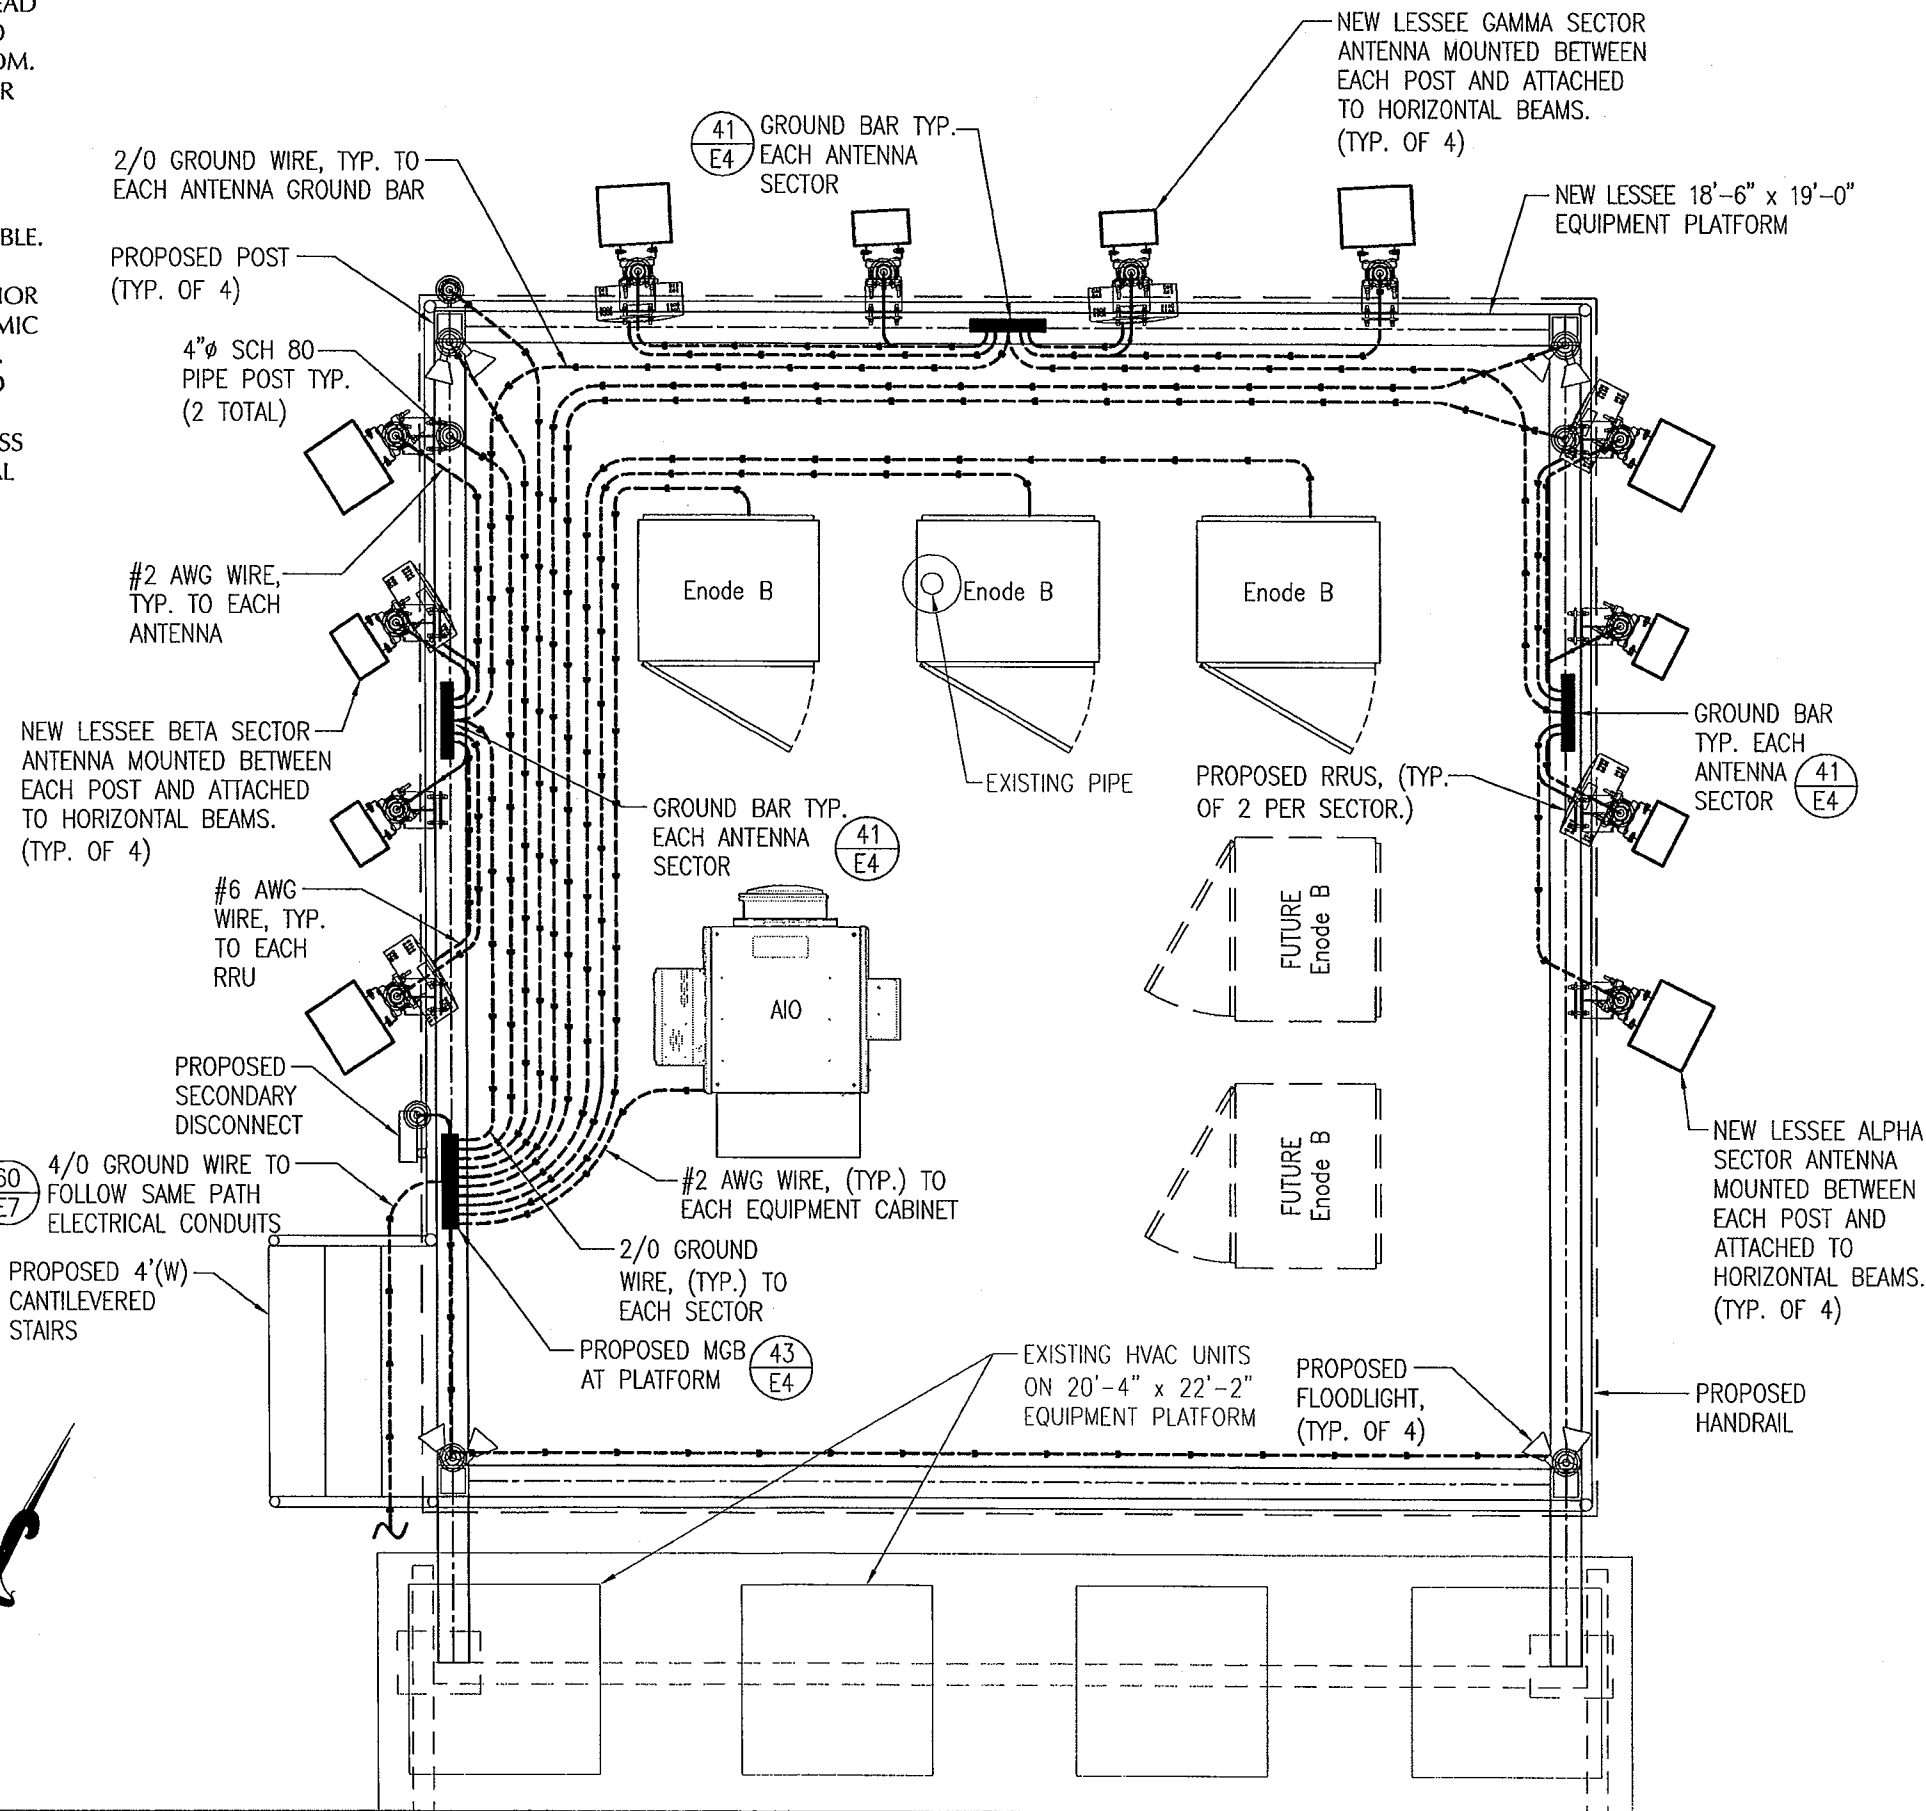 EAD
OM.
R
BLE.
IOR
MIC
SS
AL
NEW LESSEE GAMMA SECTOR
ANTENNA MOUNTED BETWEEN
EACH POST AND ATTACHED
TO HORIZONTAL BEAMS.
(TYP. OF 4)
41
E4
GROUND BAR TYP.
EACH ANTENNA
SECTOR
2/0 GROUND WIRE, TYP. TO
EACH ANTENNA GROUND BAR
NEW LESSEE 18'-6" x 19'-0"
EQUIPMENT PLATFORM
PROPOSED POST
(TYP. OF 4)
4"ø SCH 80
PIPE POST TYP.
(2 TOTAL)
#2 AWG WIRE,
TYP. TO EACH
ANTENNA
Enode B
Enode B
Enode B
NEW LESSEE BETA SECTOR
ANTENNA MOUNTED BETWEEN
EACH POST AND ATTACHED
TO HORIZONTAL BEAMS.
(TYP. OF 4)
EXISTING PIPE
PROPOSED RRUS, (TYP.
OF 2 PER SECTOR.)
GROUND BAR
TYP. EACH
ANTENNA
SECTOR
41
E4
GROUND BAR TYP.
EACH ANTENNA
SECTOR
41
E4
#6 AWG
WIRE, TYP.
TO EACH
RRU
AIO
FUTURE
Enode B
FUTURE
Enode B
PROPOSED
SECONDARY
DISCONNECT
60
E7
4/0 GROUND WIRE TO
FOLLOW SAME PATH
ELECTRICAL CONDUITS
#2 AWG WIRE, (TYP.) TO
EACH EQUIPMENT CABINET
NEW LESSEE ALPHA
SECTOR ANTENNA
MOUNTED BETWEEN
EACH POST AND
ATTACHED TO
HORIZONTAL BEAMS.
(TYP. OF 4)
PROPOSED 4'(W)
CANTILEVERED
STAIRS
2/0 GROUND
WIRE, (TYP.) TO
EACH SECTOR
PROPOSED MGB
AT PLATFORM
43
E4
EXISTING HVAC UNITS
ON 20'-4" x 22'-2"
EQUIPMENT PLATFORM
PROPOSED
FLOODLIGHT,
(TYP. OF 4)
PROPOSED
HANDRAIL